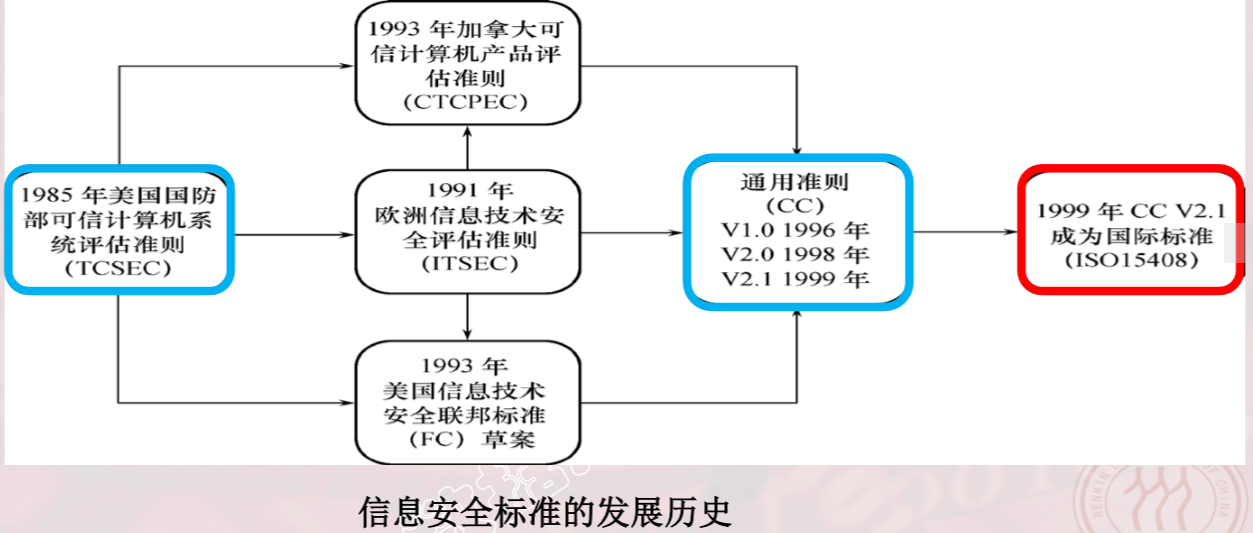 1993 年加拿大可
信计算机产品评
估准则
(CTCPEC)
1985 年美国国防
部可信计算机系
统评估准则
(TCSEC)
1991 年
欧洲信息技术安
全评估准则
(ITSEC)
通用准则
(CC)
V1.0 1996 年
V2.0 1998 年
V2.1 1999 年
1999 年 CC V2.1
成为国际标准
(ISO15408)
1993 年
美国信息技术
安全联邦标准
(FC) 草案
信息安全标准的发展历史